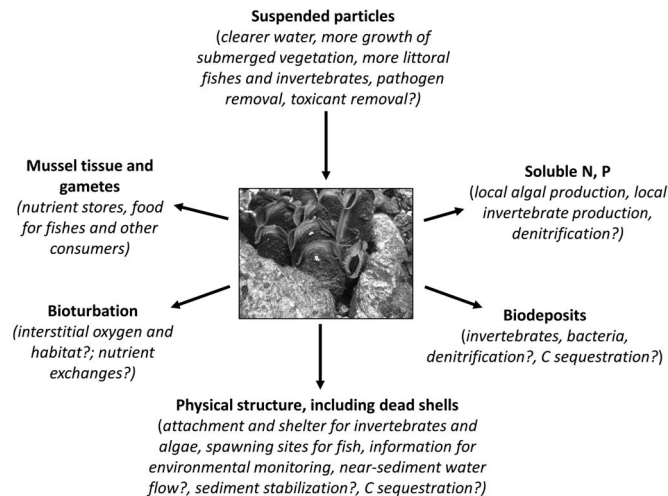 Suspended particles
(clearer water, more growth of
submerged vegetation, more littoral
fishes and invertebrates, pathogen
removal, toxicant removal?)
Mussel tissue and
gametes
(nutrient stores, food
for fishes and other
consumers)
Soluble N, P
(local algal production, local
invertebrate production,
denitrification?)
Bioturbation
(interstitial oxygen and
habitat?; nutrient
exchanges?)
Biodeposits
(invertebrates, bacteria,
denitrification?, C sequestration?)
Physical structure, including dead shells
(attachment and shelter for invertebrates and
algae, spawning sites for fish, information for
environmental monitoring, near-sediment water
flow?, sediment stabilization?, C sequestration?)